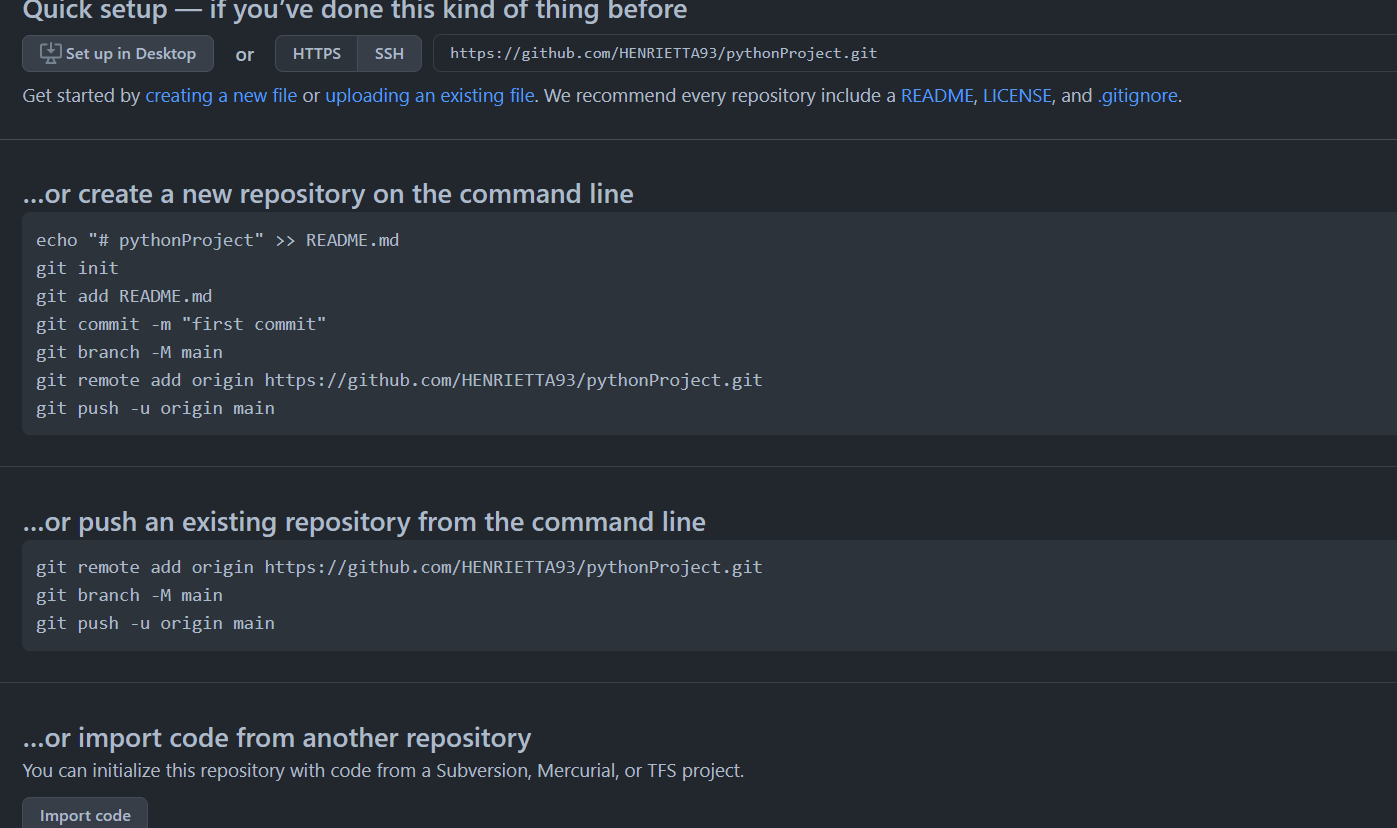 Quick setup — if you've done this kind of thing before
Set up in Desktop or HTTPS SSH https://github.com/HENRIETTA93/pythonProject.git
Get started by creating a new file or uploading an existing file. We recommend every repository include a README, LICENSE, and .gitignore.
...or create a new repository on the command line
echo "# pythonProject" >> README.md
git init
git add README.md
git commit -m "first commit"
git branch -M main
git remote add origin https://github.com/HENRIETTA93/pythonProject.git
git push -u origin main
...or push an existing repository from the command line
git remote add origin https://github.com/HENRIETTA93/pythonProject.git
git branch -M main
git push -u origin main
...or import code from another repository
You can initialize this repository with code from a Subversion, Mercurial, or TFS project.
Import code